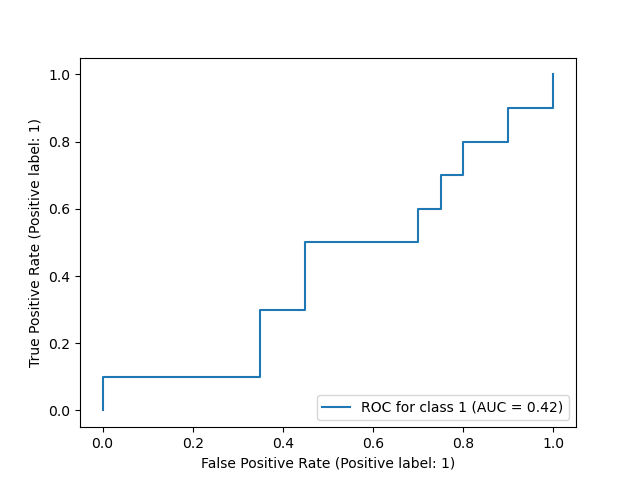 1.0
0.8
0.6
0.4
0.2
0.0
True Positive Rate (Positive label: 1)
ROC for class 1 (AUC = 0.42)
0.0 0.2 0.4 0.6 0.8 1.0
False Positive Rate (Positive label: 1)